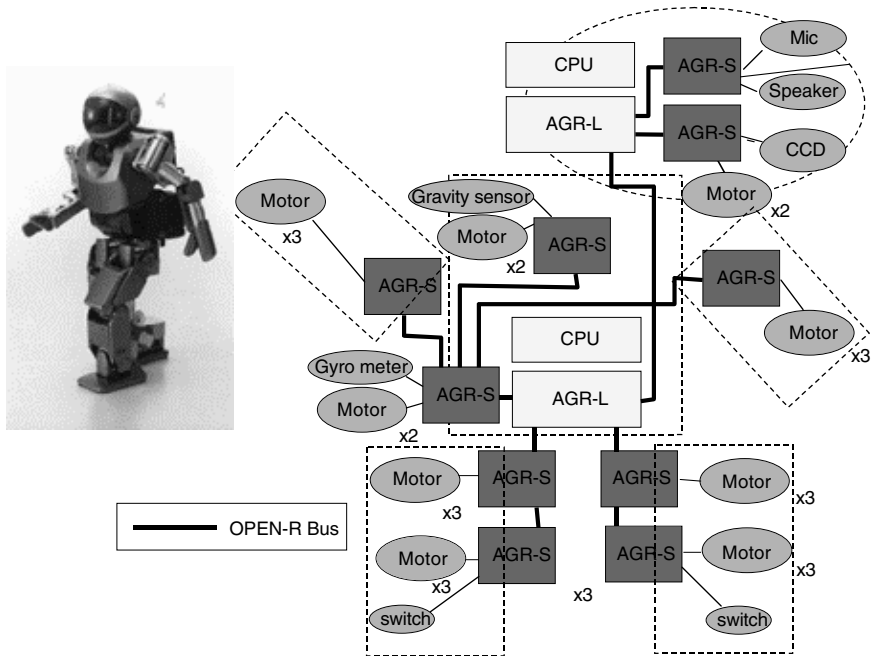 CPU
AGR-L
AGR-S
Mic
Speaker
AGR-S
CCD
Motor
x2
Motor
x3
AGR-S
Gravity sensor
Motor
x2
AGR-S
AGR-S
Motor
x3
CPU
AGR-L
Gyro meter
Motor
x2
AGR-S
Motor
x3
AGR-S
AGR-S
Motor
x3
Motor
x3
AGR-S
switch
x3
AGR-S
Motor
x3
switch
OPEN-R Bus